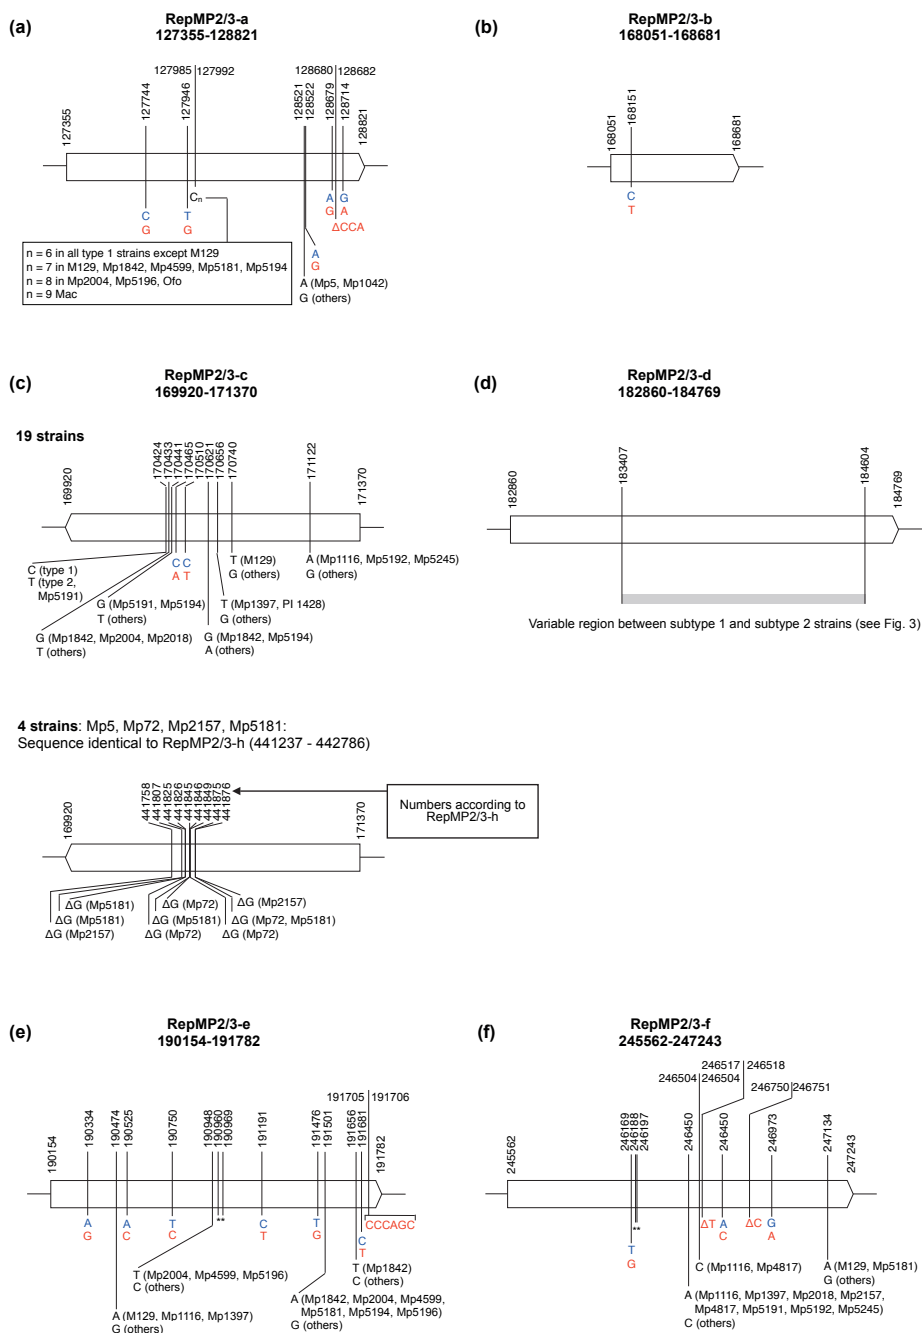 (a)
RepMP2/3-a
127355-128821
127355
127744
127946
127985
127992
128521
128522
128679
128680
128682
128714
128821
Cn
C
G
T
G
A
G
G
A
ΔCCA
n = 6 in all type 1 strains except M129
n = 7 in M129, Mp1842, Mp4599, Mp5181, Mp5194
n = 8 in Mp2004, Mp5196, Ofo
n = 9 Mac
A
G
A (Mp5, Mp1042)
G (others)
(b)
RepMP2/3-b
168051-168681
168051
168151
168681
C
T
(c)
RepMP2/3-c
169920-171370
19 strains
169920
170424
170433
170441
170465
170510
170621
170656
170740
171122
171370
C (type 1)
T (type 2,
Mp5191)
C C
A T
T (M129)
G (others)
A (Mp1116, Mp5192, Mp5245)
G (others)
G (Mp5191, Mp5194)
T (others)
T (Mp1397, PI 1428)
G (others)
G (Mp1842, Mp2004, Mp2018)
T (others)
G (Mp1842, Mp5194)
A (others)
(d)
RepMP2/3-d
182860-184769
182860
183407
184604
184769
Variable region between subtype 1 and subtype 2 strains (see Fig. 3)
4 strains: Mp5, Mp72, Mp2157, Mp5181:
Sequence identical to RepMP2/3-h (441237 - 442786)
169920
441758
441807
441825
441826
441845
441846
441849
441875
441876
171370
Numbers according to
RepMP2/3-h
ΔG (Mp5181)
ΔG (Mp72)
ΔG (Mp2157)
ΔG (Mp5181)
ΔG (Mp5181)
ΔG (Mp72, Mp5181)
ΔG (Mp2157)
ΔG (Mp72)
ΔG (Mp72)
(e)
RepMP2/3-e
190154-191782
190154
190334
190474
190525
190750
190948
190960
190969
191191
191476
191501
191656
191681
191705
191706
191782
A
G
A
C
T
C
**
C
T
T
G
CCCAGC
C
T
T (Mp2004, Mp4599, Mp5196)
C (others)
T (Mp1842)
C (others)
A (M129, Mp1116, Mp1397)
G (others)
A (Mp1842, Mp2004, Mp4599,
Mp5181, Mp5194, Mp5196)
G (others)
(f)
RepMP2/3-f
245562-247243
245562
246169
246188
246197
246450
246504
246504
246517
246518
246450
246750
246751
246973
247134
247243
**
T
G
ΔT
A
C
ΔC
G
A
C (Mp1116, Mp4817)
A (M129, Mp5181)
G (others)
A (Mp1116, Mp1397, Mp2018, Mp2157,
Mp4817, Mp5191, Mp5192, Mp5245)
C (others)